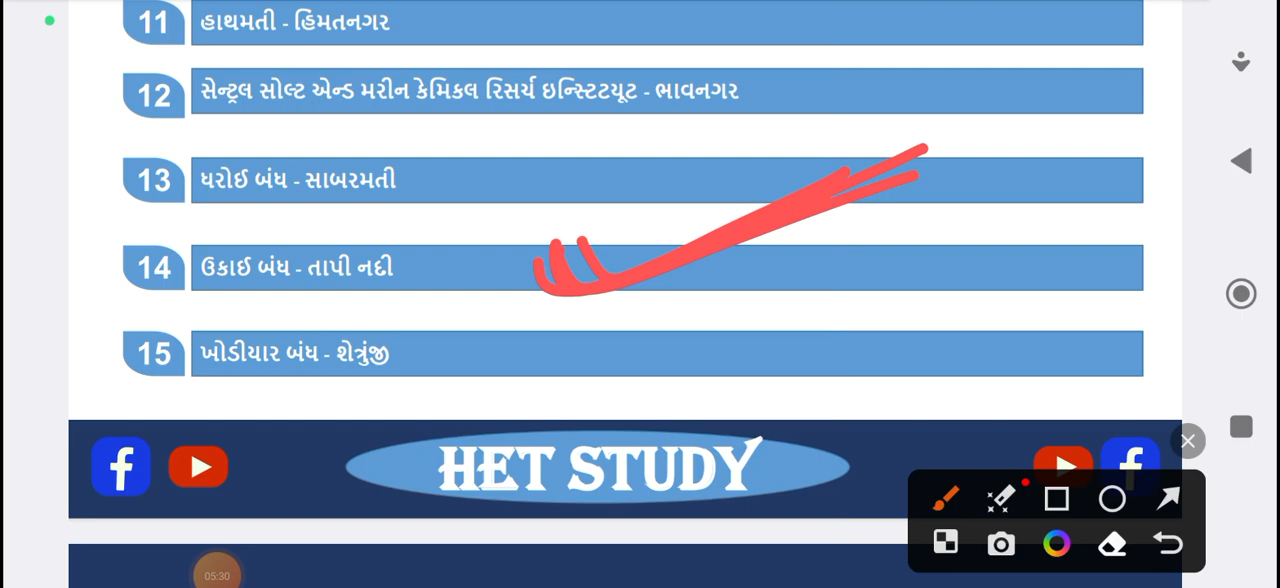 11 હાથમતી - હિંમતનગર
12 સેન્ટ્રલ સોલ્ટ એન્ડ મરીન કેમિકલ રિસર્ચ ઇન્સ્ટિટયૂટ - ભાવનગર
13 ધરોઈ બંધ - સાબરમતી
14 ઉકાઈ બંધ - તાપી નદી
15 ખોડીયાર બંધ - શેત્રુંજી
HET STUDY
05:30